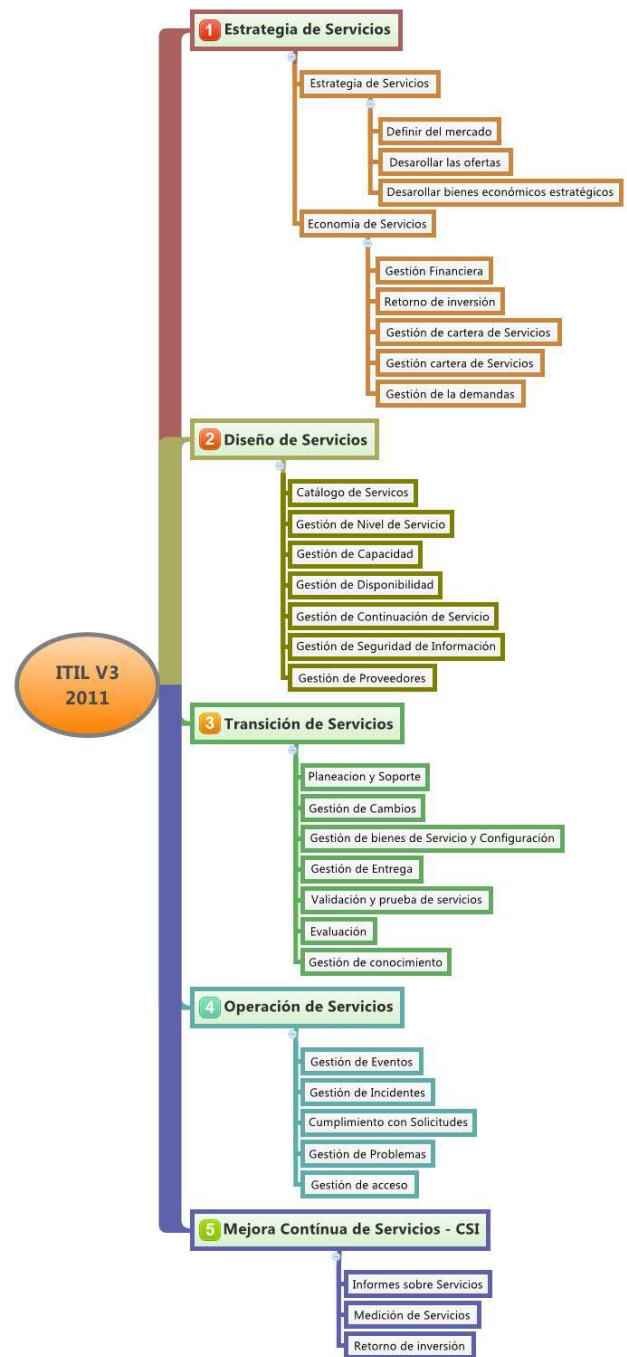 1 Estrategia de Servicios
Estrategia de Servicios
Definir del mercado
Desarollar las ofertas
Desarollar bienes económicos estratégicos
Economía de Servicios
Gestión Financiera
Retorno de inversión
Gestión de cartera de Servicios
Gestión cartera de Servicios
Gestión de la demandas
2 Diseño de Servicios
Catálogo de Servicos
Gestión de Nivel de Servicio
Gestión de Capacidad
Gestión de Disponibilidad
Gestión de Continuación de Servicio
Gestión de Seguridad de Información
Gestión de Proveedores
ITIL V3
2011
3 Transición de Servicios
Planeacion y Soporte
Gestión de Cambios
Gestión de bienes de Servicio y Configuración
Gestión de Entrega
Validación y prueba de servicios
Evaluación
Gestión de conocimiento
4 Operación de Servicios
Gestión de Eventos
Gestión de Incidentes
Cumplimiento con Solicitudes
Gestión de Problemas
Gestión de acceso
5 Mejora Contínua de Servicios - CSI
Informes sobre Servicios
Medición de Servicios
Retorno de inversión